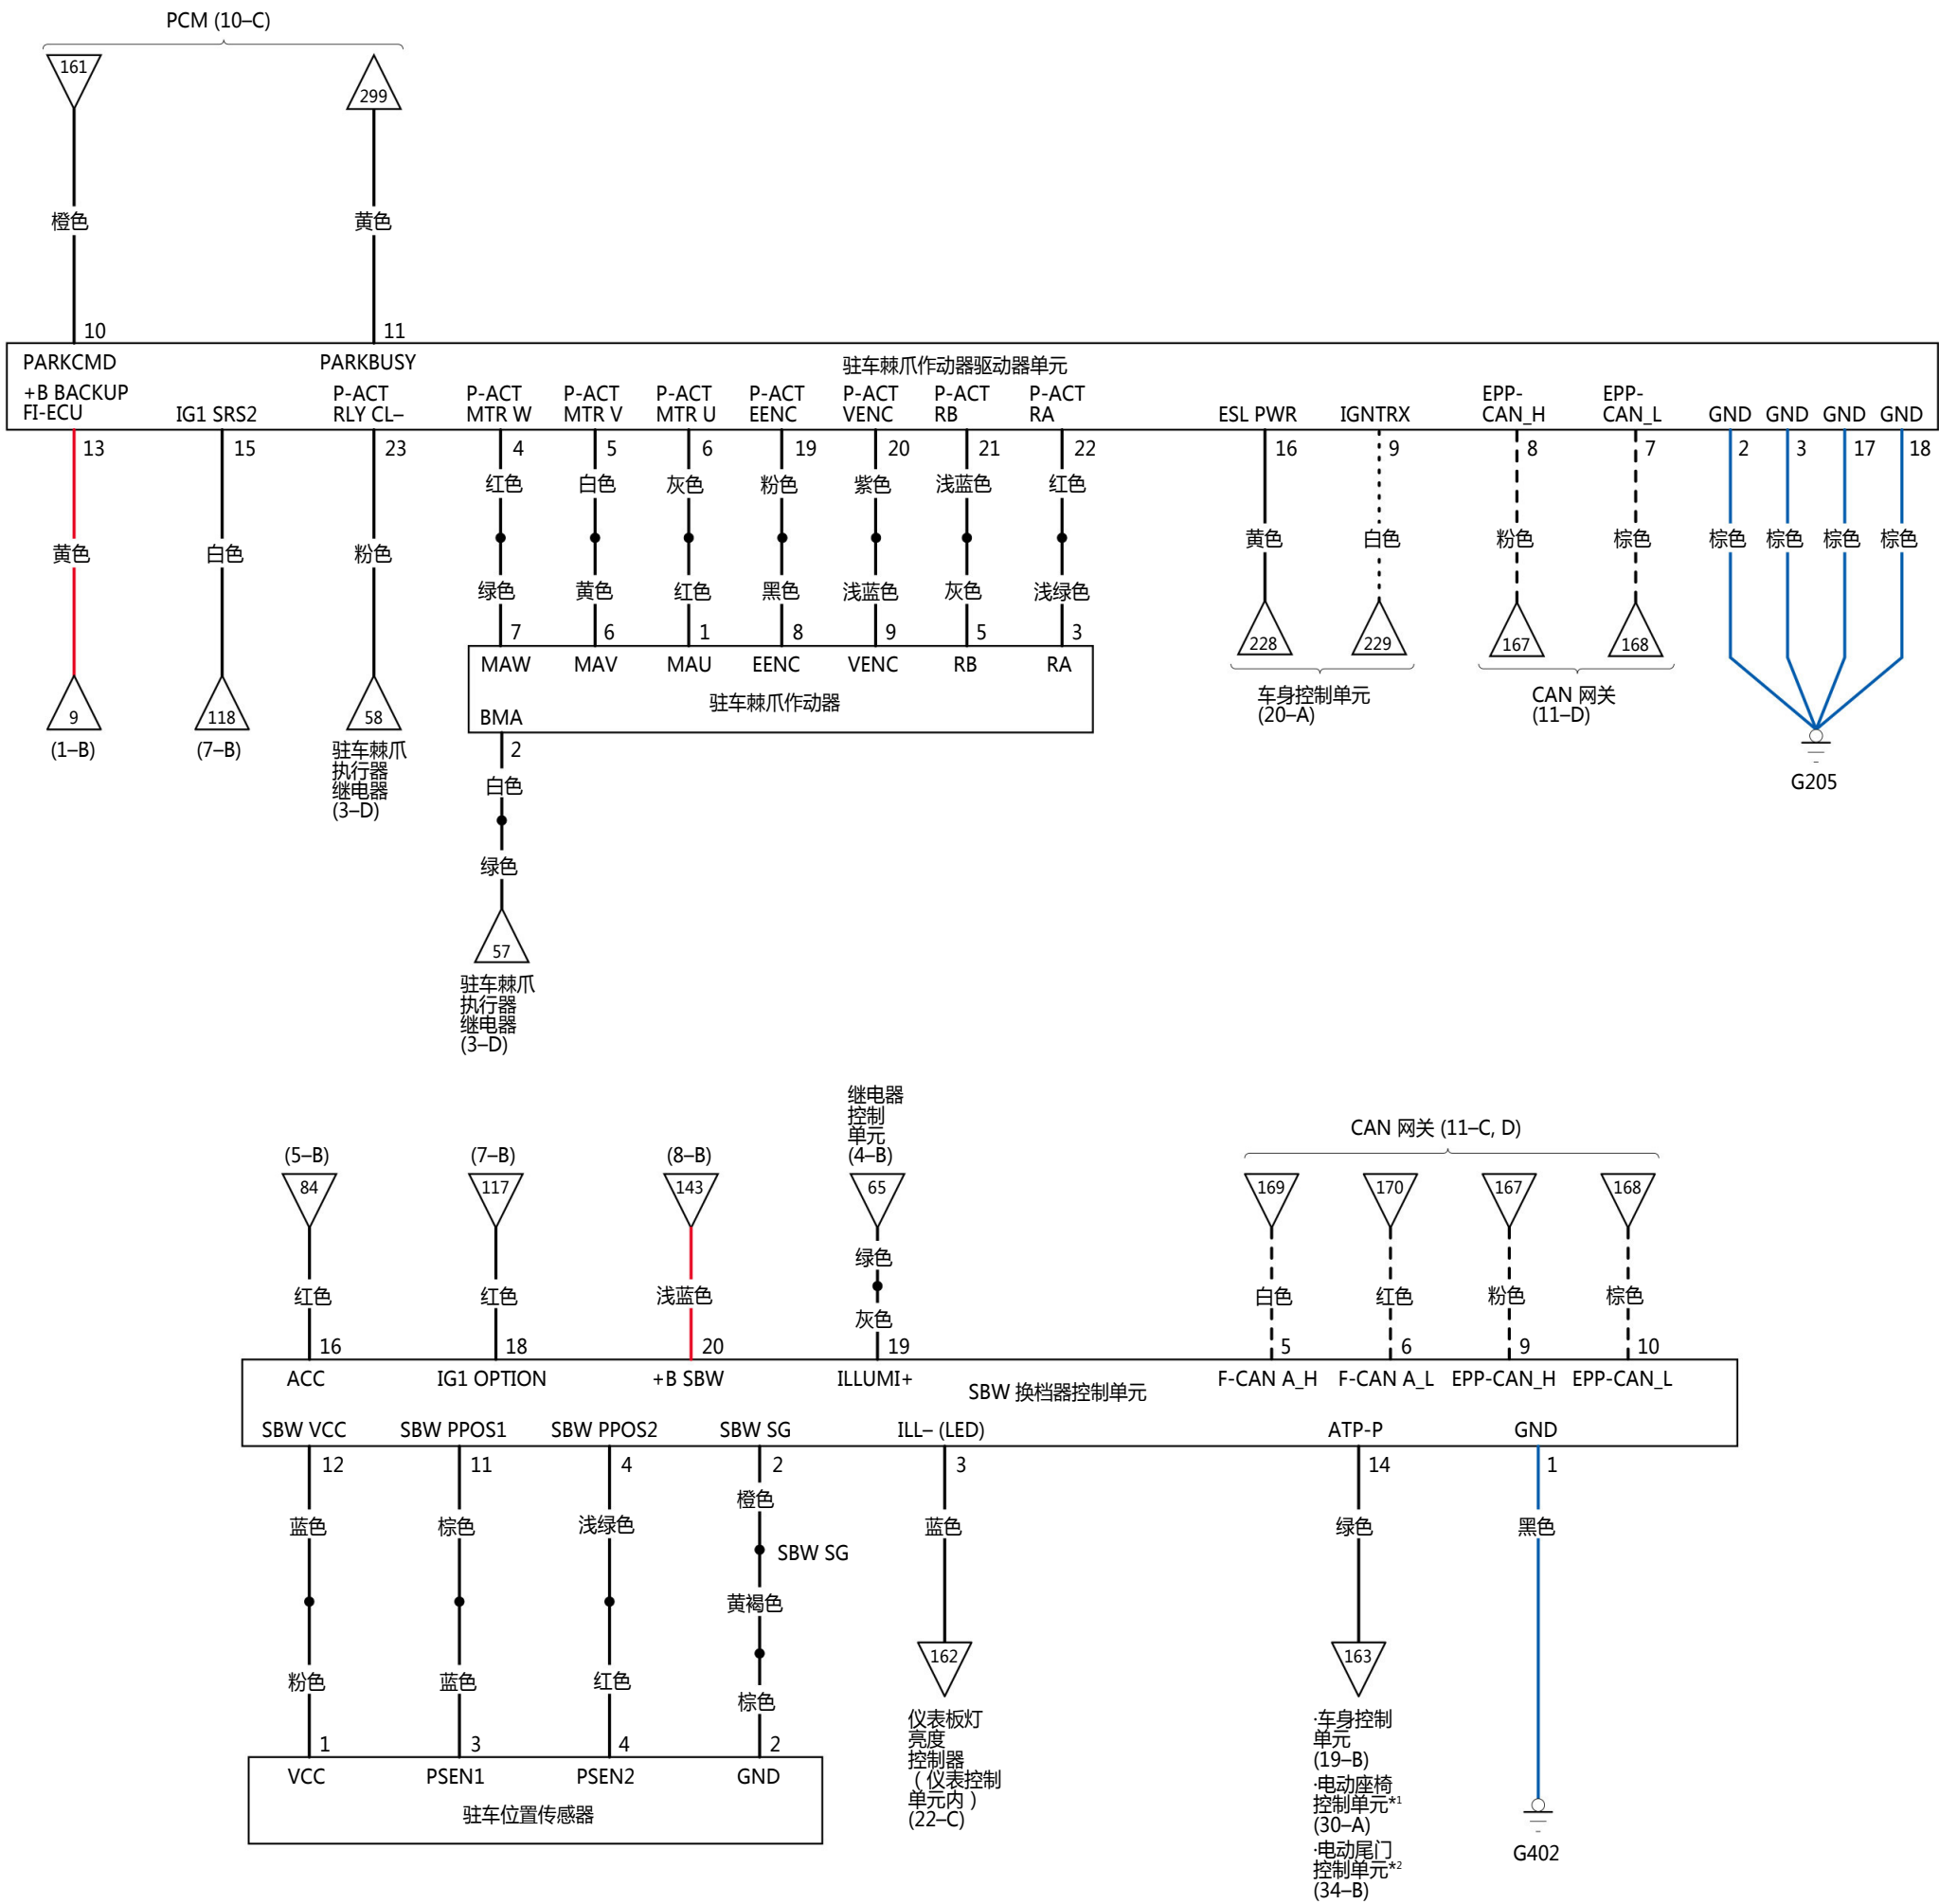 PCM (10–C)
161
299
橙色
黄色
10
11
PARKCMD
PARKBUSY
驻车棘爪作动器驱动器单元
+B BACKUP
FI-ECU
IG1 SRS2
P-ACT
RLY CL–
P-ACT
MTR W
P-ACT
MTR V
P-ACT
MTR U
P-ACT
EENC
P-ACT
VENC
P-ACT
RB
P-ACT
RA
ESL PWR
IGNTRX
EPP-
CAN_H
EPP-
CAN_L
GND
GND
GND
GND
13
15
23
4
5
6
19
20
21
22
16
9
8
7
2
3
17
18
红色
白色
灰色
粉色
紫色
浅蓝色
红色
黄色
白色
粉色
黄色
白色
粉色
棕色
棕色
棕色
棕色
棕色
绿色
黄色
红色
黑色
浅蓝色
灰色
浅绿色
7
6
1
8
9
5
3
MAW
MAV
MAU
EENC
VENC
RB
RA
驻车棘爪作动器
BMA
9
118
58
228
229
167
168
(1–B)
(7–B)
驻车棘爪
执行器
继电器
(3–D)
车身控制单元
(20–A)
CAN 网关
(11–D)
G205
2
白色
绿色
57
驻车棘爪
执行器
继电器
(3–D)
继电器
控制
单元
(4–B)
(5–B)
(7–B)
(8–B)
CAN 网关 (11–C, D)
84
117
143
65
169
170
167
168
绿色
红色
红色
浅蓝色
灰色
白色
红色
粉色
棕色
16
18
20
19
5
6
9
10
ACC
IG1 OPTION
+B SBW
ILLUMI+
SBW 换档器控制单元
F-CAN A_H
F-CAN A_L
EPP-CAN_H
EPP-CAN_L
SBW VCC
SBW PPOS1
SBW PPOS2
SBW SG
ILL– (LED)
ATP-P
GND
12
11
4
2
3
14
1
橙色
蓝色
棕色
浅绿色
SBW SG
蓝色
绿色
黑色
黄褐色
粉色
蓝色
红色
棕色
162
163
1
3
4
2
VCC
PSEN1
PSEN2
GND
驻车位置传感器
仪表板灯
亮度
控制器
（仪表控制
单元内）
(22–C)
·车身控制
单元
(19–B)
·电动座椅
控制单元*1
(30–A)
·电动尾门
控制单元*2
(34–B)
G402